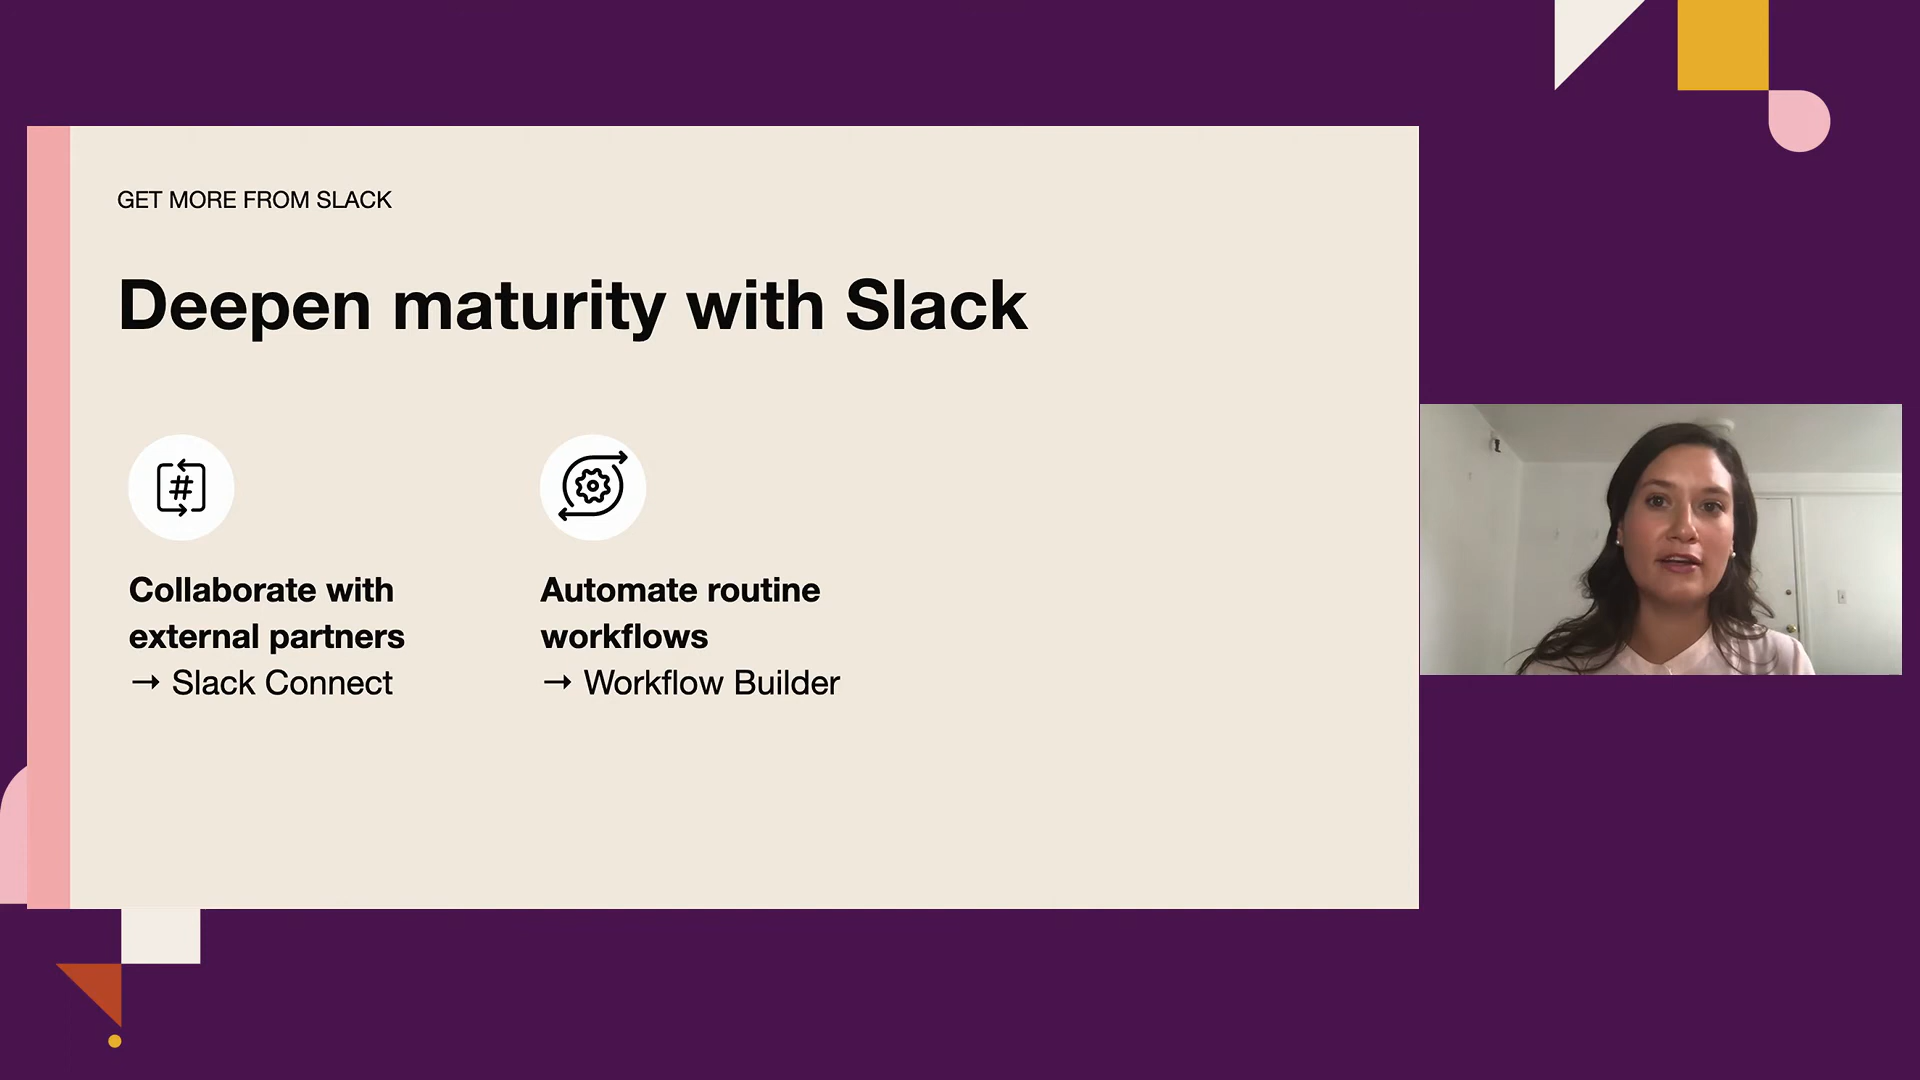 GET MORE FROM SLACK
Deepen maturity with Slack
#
Collaborate with
external partners
→ Slack Connect
Automate routine
workflows
→ Workflow Builder